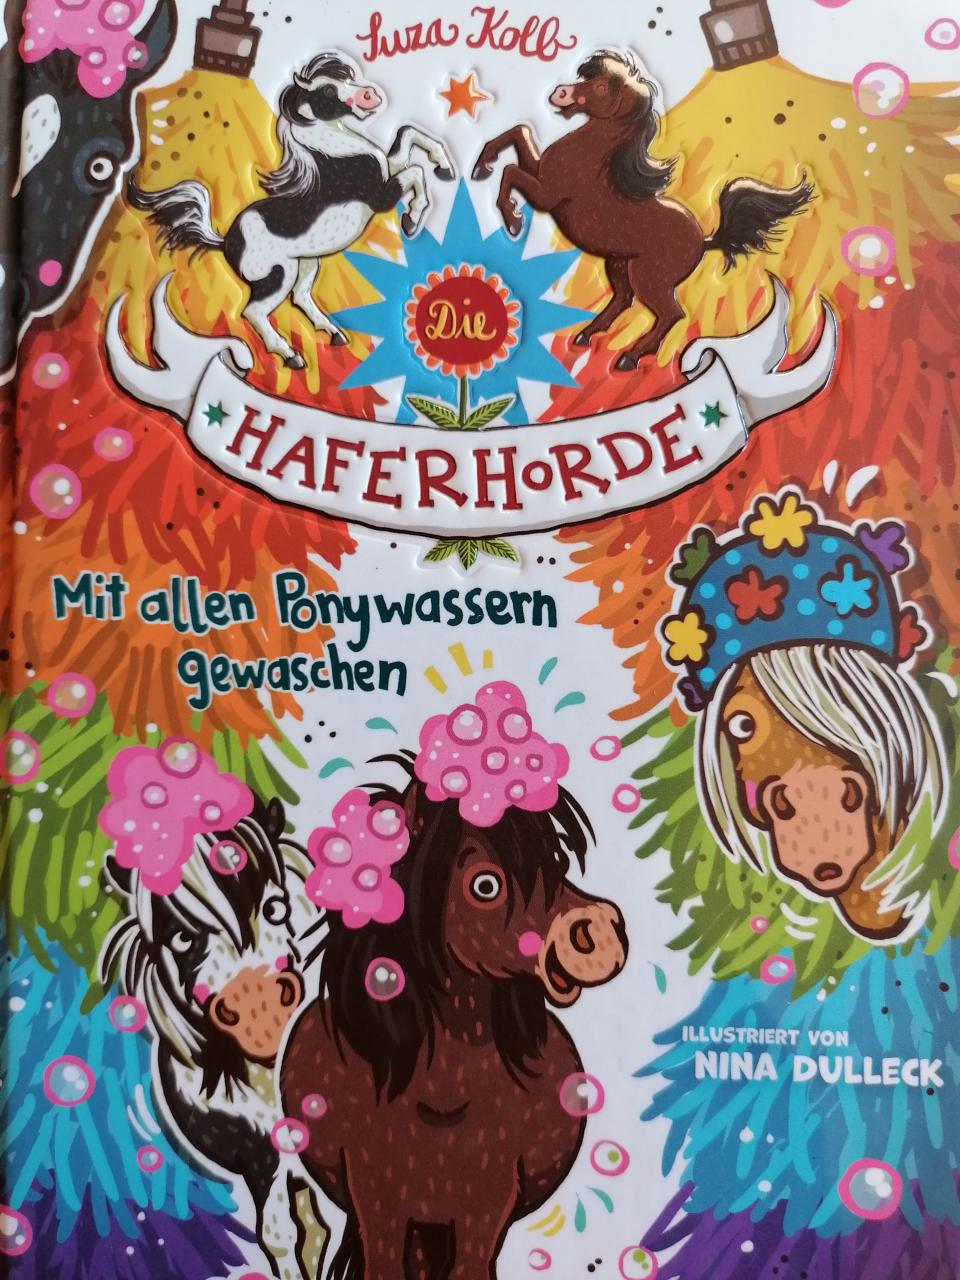 Suza Kolb
Die
HAFERHORDE
Mit allen Ponywassern
gewaschen
ILLUSTRIERT VON
NINA DULLECK